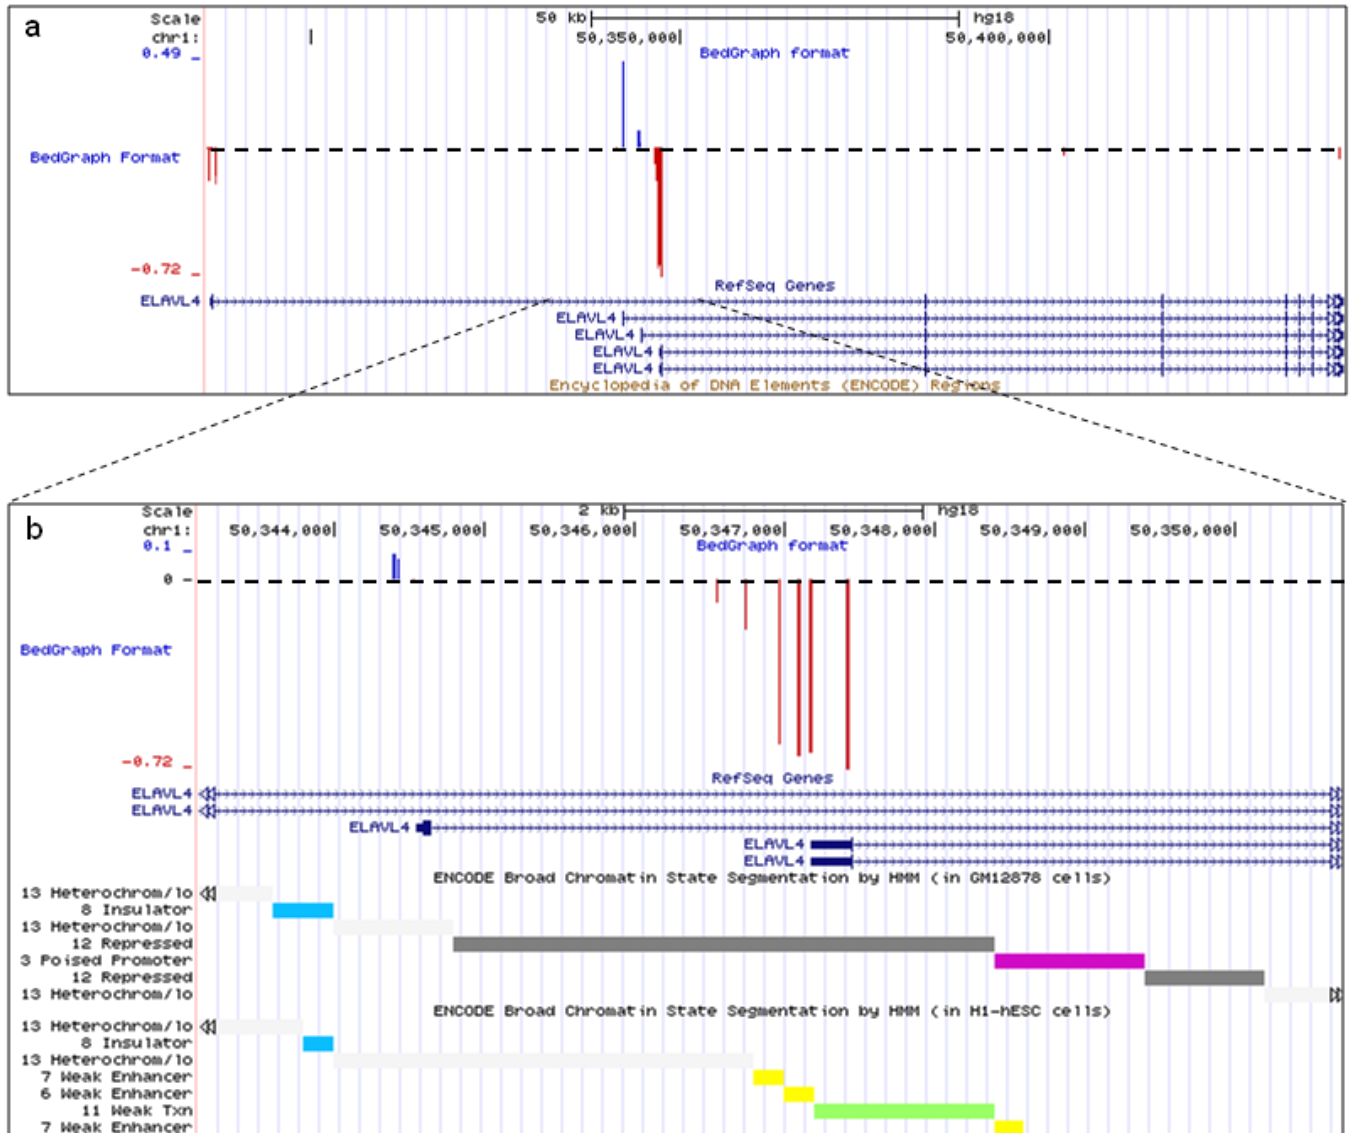 a
Scale 50 kb hg18
chr1: 50,350,000 50,400,000
0.49 BedGraph format
BedGraph Format
-0.72
RefSeq Genes
ELAVL4
ELAVL4
ELAVL4
ELAVL4
ELAVL4
Encyclopedia of DNA Elements (ENCODE) Regions
b
Scale 2 kb hg18
chr1: 50,344,000 50,345,000 50,346,000 50,347,000 50,348,000 50,349,000 50,350,000
0.1 BedGraph format
0
BedGraph Format
-0.72
RefSeq Genes
ELAVL4
ELAVL4
ELAVL4
ELAVL4
ELAVL4
ENCODE Broad Chromatin State Segmentation by HMM (in GM12878 cells)
13 Heterochrom/lo
8 Insulator
13 Heterochrom/lo
12 Repressed
3 Poised Promoter
12 Repressed
13 Heterochrom/lo
ENCODE Broad Chromatin State Segmentation by HMM (in H1-hESC cells)
13 Heterochrom/lo
8 Insulator
13 Heterochrom/lo
7 Weak Enhancer
6 Weak Enhancer
11 Weak Txn
7 Weak Enhancer